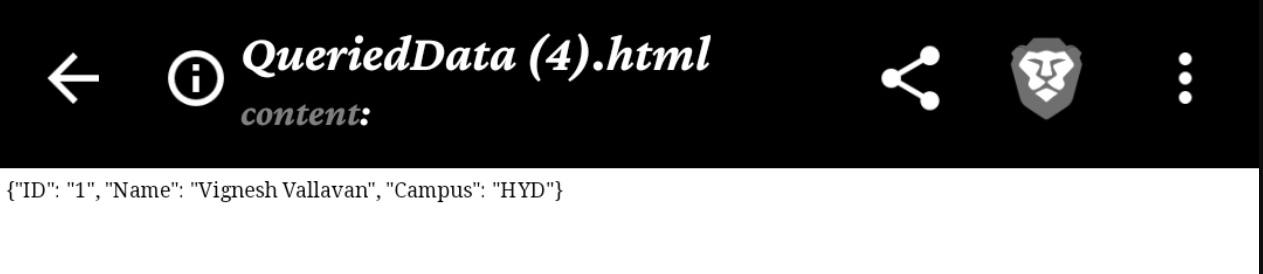 QueriedData (4).html
content:
{"ID": "1", "Name": "Vignesh Vallavan", "Campus": "HYD"}